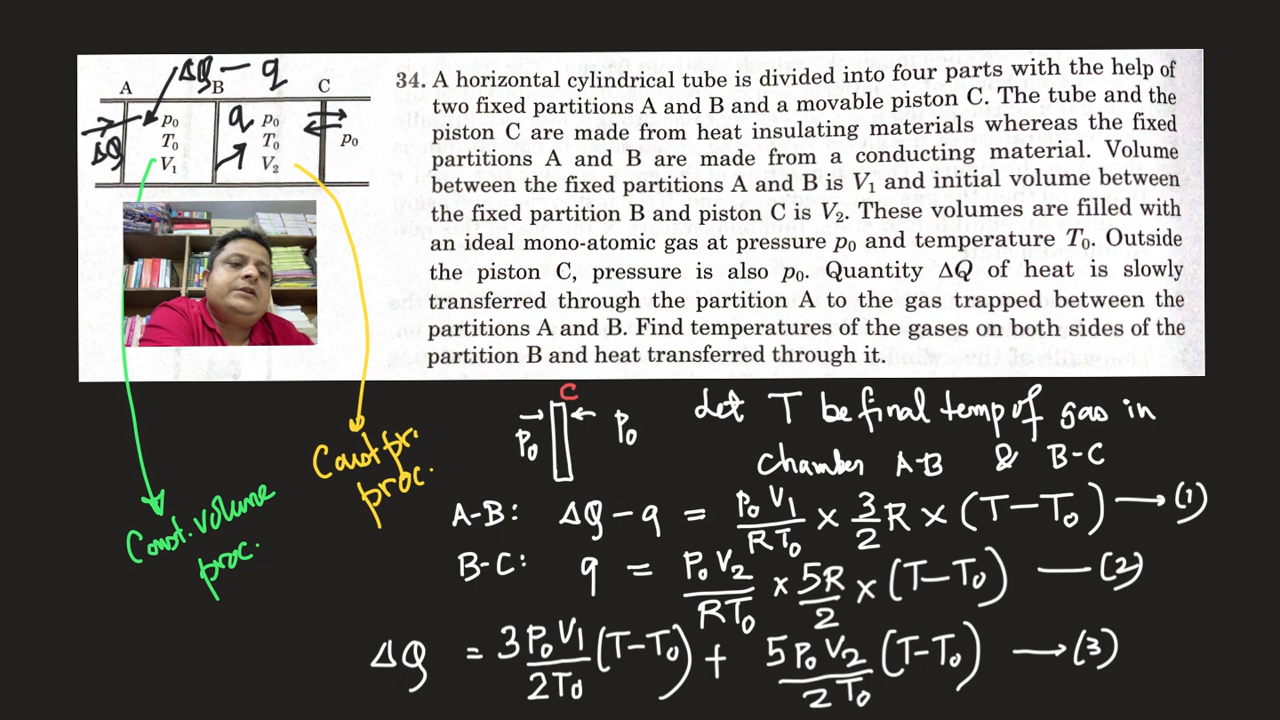 ΔQ – q
A B C
p₀ q p₀
T₀ T₀ p₀
ΔQ V₁ V₂
34. A horizontal cylindrical tube is divided into four parts with the help of
two fixed partitions A and B and a movable piston C. The tube and the
piston C are made from heat insulating materials whereas the fixed
partitions A and B are made from a conducting material. Volume
between the fixed partitions A and B is V₁ and initial volume between
the fixed partition B and piston C is V₂. These volumes are filled with
an ideal mono-atomic gas at pressure p₀ and temperature T₀. Outside
the piston C, pressure is also p₀. Quantity ΔQ of heat is slowly
transferred through the partition A to the gas trapped between the
partitions A and B. Find temperatures of the gases on both sides of the
partition B and heat transferred through it.
C
P₀ P₀
Let T be final temp of gas in
chamber A-B & B-C
Const pr.
proc.
Const. volume
proc.
A-B: ΔQ – q = P₀V₁/RT₀ × 3/2 R × (T – T₀) → (1)
B-C: q = P₀V₂/RT₀ × 5R/2 × (T – T₀) — (2)
ΔQ = 3P₀V₁/2T₀ (T – T₀) + 5P₀V₂/2T₀ (T – T₀) → (3)